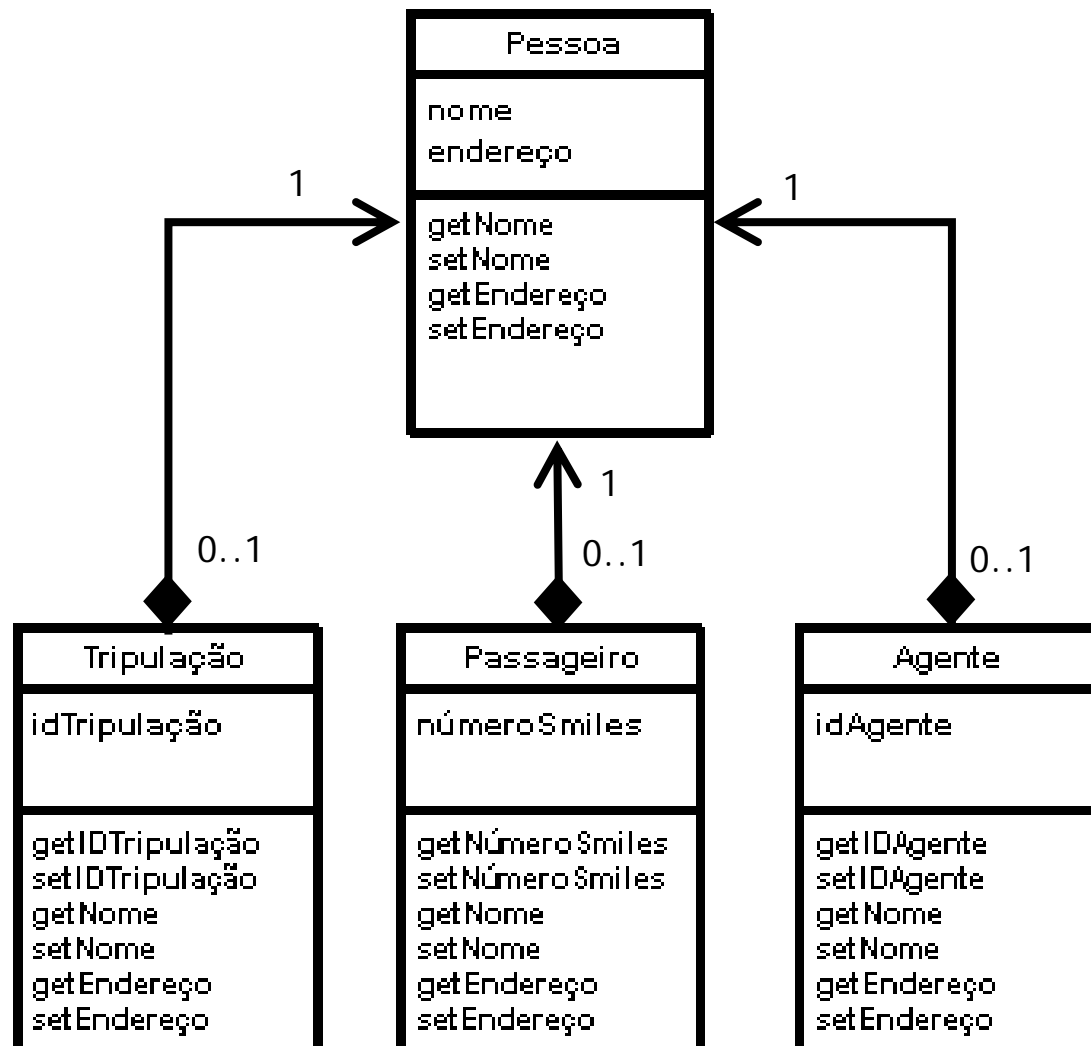 Pessoa
nome
endereço
1
1
getNome
setNome
getEndereço
setEndereço
1
0..1
0..1
0..1
Tripulação
idTripulação
getIDTripulação
setIDTripulação
getNome
setNome
getEndereço
setEndereço
Passageiro
númeroSmiles
getNúmeroSmiles
setNúmeroSmiles
getNome
setNome
getEndereço
setEndereço
Agente
idAgente
getIDAgente
setIDAgente
getNome
setNome
getEndereço
setEndereço